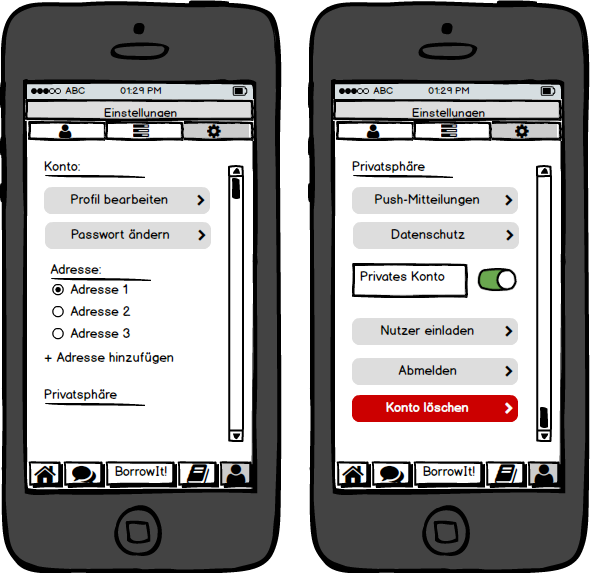 ABC 01:29 PM
Einstellungen
Konto:
Profil bearbeiten
Passwort ändern
Adresse:
Adresse 1
Adresse 2
Adresse 3
+ Adresse hinzufügen
Privatsphäre
BorrowIt!
ABC 01:29 PM
Einstellungen
Privatsphäre
Push-Mitteilungen
Datenschutz
Privates Konto
Nutzer einladen
Abmelden
Konto löschen
BorrowIt!